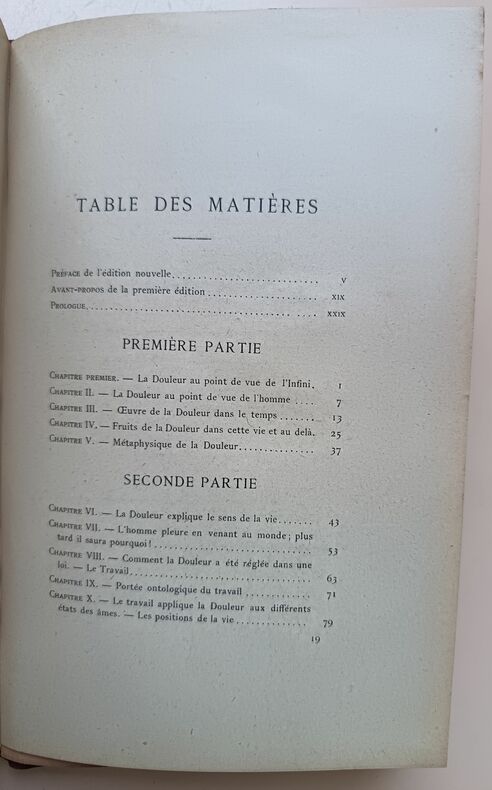 TABLE DES MATIÈRES
Préface de l'édition nouvelle............................ v
Avant-propos de la première édition.................... xix
Prologue............................................ xxix
PREMIÈRE PARTIE
Chapitre premier. — La Douleur au point de vue de l'Infini. 1
Chapitre II. — La Douleur au point de vue de l'homme .... 7
Chapitre III. — Œuvre de la Douleur dans le temps ....... 13
Chapitre IV. — Fruits de la Douleur dans cette vie et au delà. 25
Chapitre V. — Métaphysique de la Douleur............... 37
SECONDE PARTIE
Chapitre VI. — La Douleur explique le sens de la vie....... 43
Chapitre VII. — L'homme pleure en venant au monde; plus
tard il saura pourquoi!............................... 53
Chapitre VIII. — Comment la Douleur a été réglée dans une
loi. — Le Travail.................................... 63
Chapitre IX. — Portée ontologique du travail ............. 71
Chapitre X. — Le travail applique la Douleur aux différents
états des âmes. — Les positions de la vie.............. 79
19